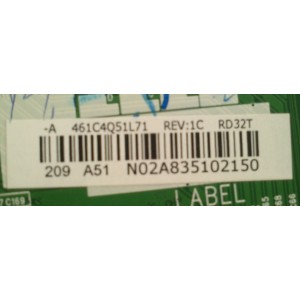 -A 461C4Q51L71 REV:1C RD32T
209 A51 N02A835102150
LABEL